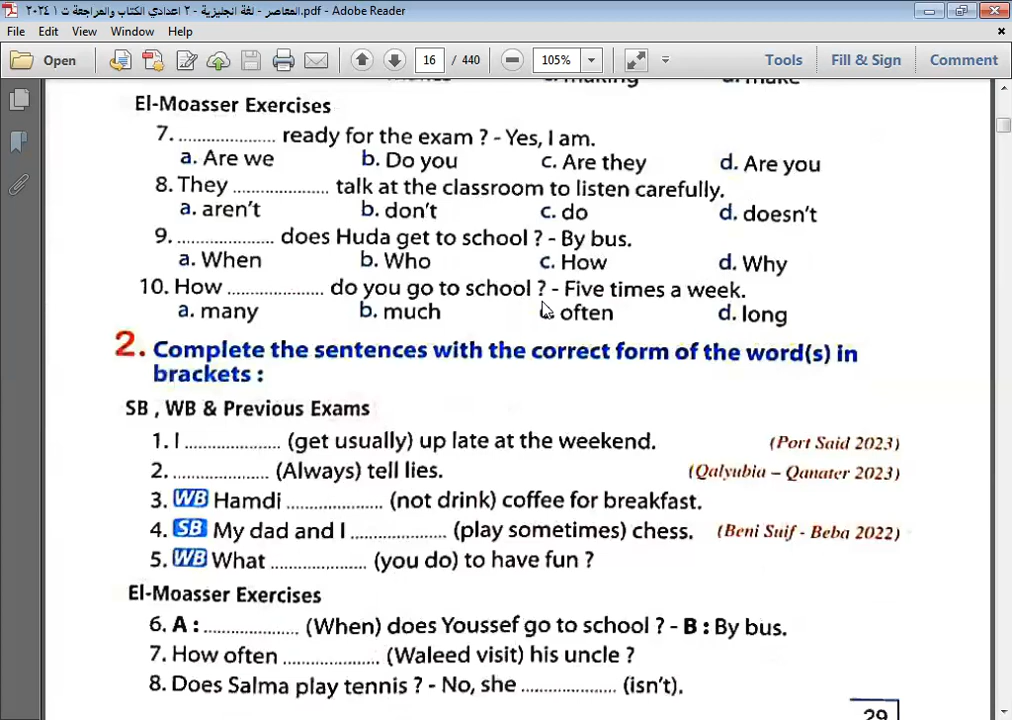 المعاصر - لغة انجليزية - ٢ اعدادي الكتاب والمراجعة ت ١ ٢٠٢٤.pdf - Adobe Reader
File Edit View Window Help
Open 16 / 440 105% Tools Fill & Sign Comment
El-Moasser Exercises
7. .................. ready for the exam ? - Yes, I am.
a. Are we b. Do you c. Are they d. Are you
8. They .................. talk at the classroom to listen carefully.
a. aren't b. don't c. do d. doesn't
9. .................. does Huda get to school ? - By bus.
a. When b. Who c. How d. Why
10. How .................. do you go to school ? - Five times a week.
a. many b. much often d. long
2. Complete the sentences with the correct form of the word(s) in
brackets :
SB , WB & Previous Exams
1. I .................. (get usually) up late at the weekend. (Port Said 2023)
2. .................. (Always) tell lies. (Qalyubia – Qanater 2023)
3. WB Hamdi .................. (not drink) coffee for breakfast.
4. SB My dad and I .................. (play sometimes) chess. (Beni Suif - Beba 2022)
5. WB What .................. (you do) to have fun ?
El-Moasser Exercises
6. A : .................. (When) does Youssef go to school ? - B : By bus.
7. How often .................. (Waleed visit) his uncle ?
8. Does Salma play tennis ? - No, she .................. (isn't).
29